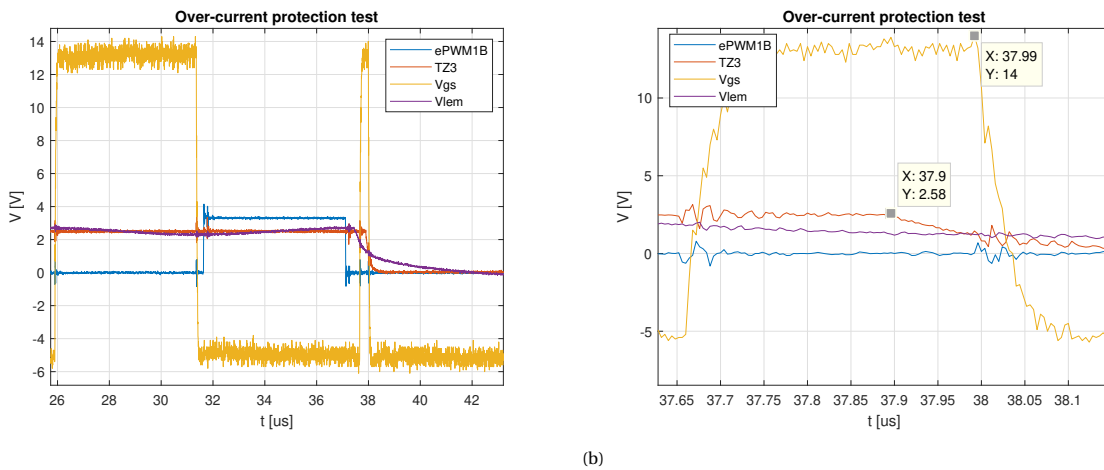 Over-current protection test
14
12
10
8
6
4
2
0
-2
-4
-6
V [V]
26 28 30 32 34 36 38 40 42
t [us]
ePWM1B
TZ3
Vgs
Vlem
Over-current protection test
10
5
0
-5
V [V]
37.65 37.7 37.75 37.8 37.85 37.9 37.95 38 38.05 38.1
t [us]
ePWM1B
TZ3
Vgs
Vlem
X: 37.99
Y: 14
X: 37.9
Y: 2.58
(b)